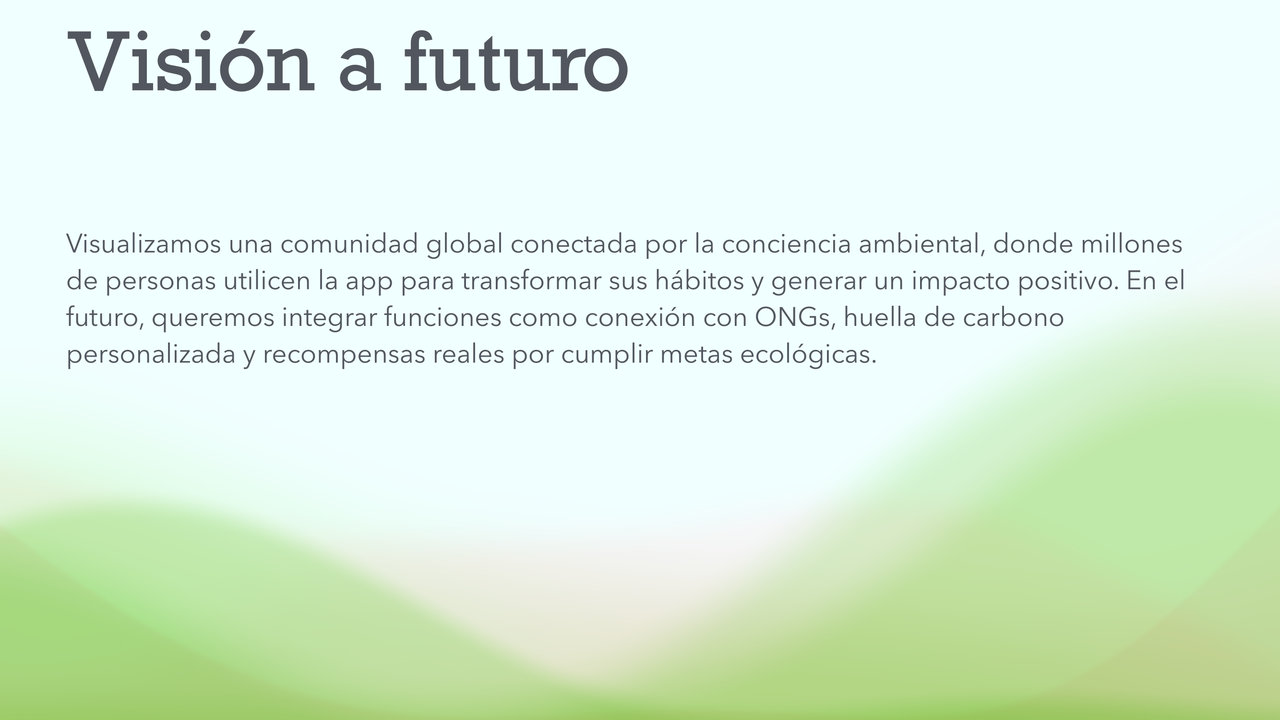 Visión a futuro
Visualizamos una comunidad global conectada por la conciencia ambiental, donde millones
de personas utilicen la app para transformar sus hábitos y generar un impacto positivo. En el
futuro, queremos integrar funciones como conexión con ONGs, huella de carbono
personalizada y recompensas reales por cumplir metas ecológicas.